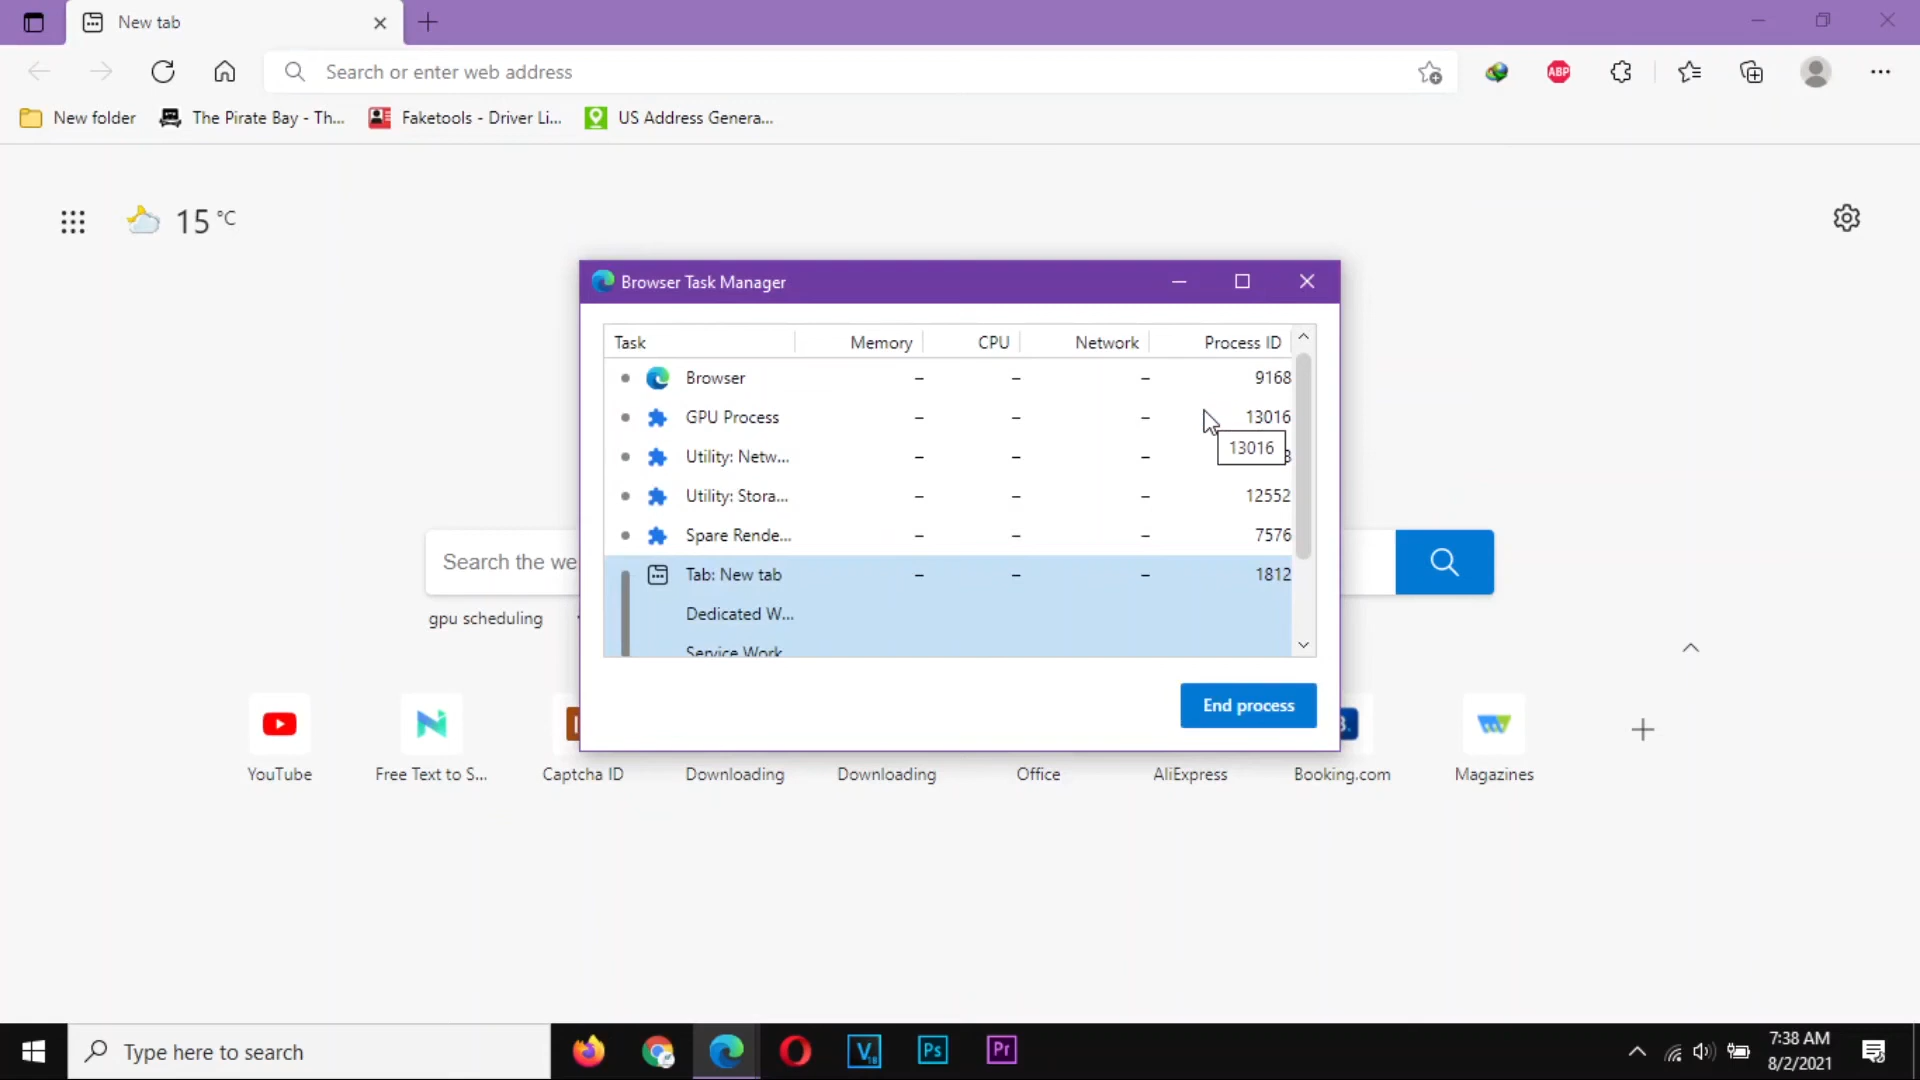 New tab
Search or enter web address
ABP
New folder
The Pirate Bay - Th...
Faketools - Driver Li...
US Address Genera...
15 °C
Browser Task Manager
Task Memory CPU Network Process ID
Browser – – – 9168
GPU Process – – – 13016
13016
Utility: Netw... – – –
Utility: Stora... – – – 12552
Spare Rende... – – – 7576
Tab: New tab – – – 1812
Dedicated W...
Service Work
Search the we
gpu scheduling
End process
YouTube
Free Text to S...
Captcha ID
Downloading
Downloading
Office
AliExpress
Booking.com
Magazines
Type here to search
Ps
Pr
7:38 AM
8/2/2021